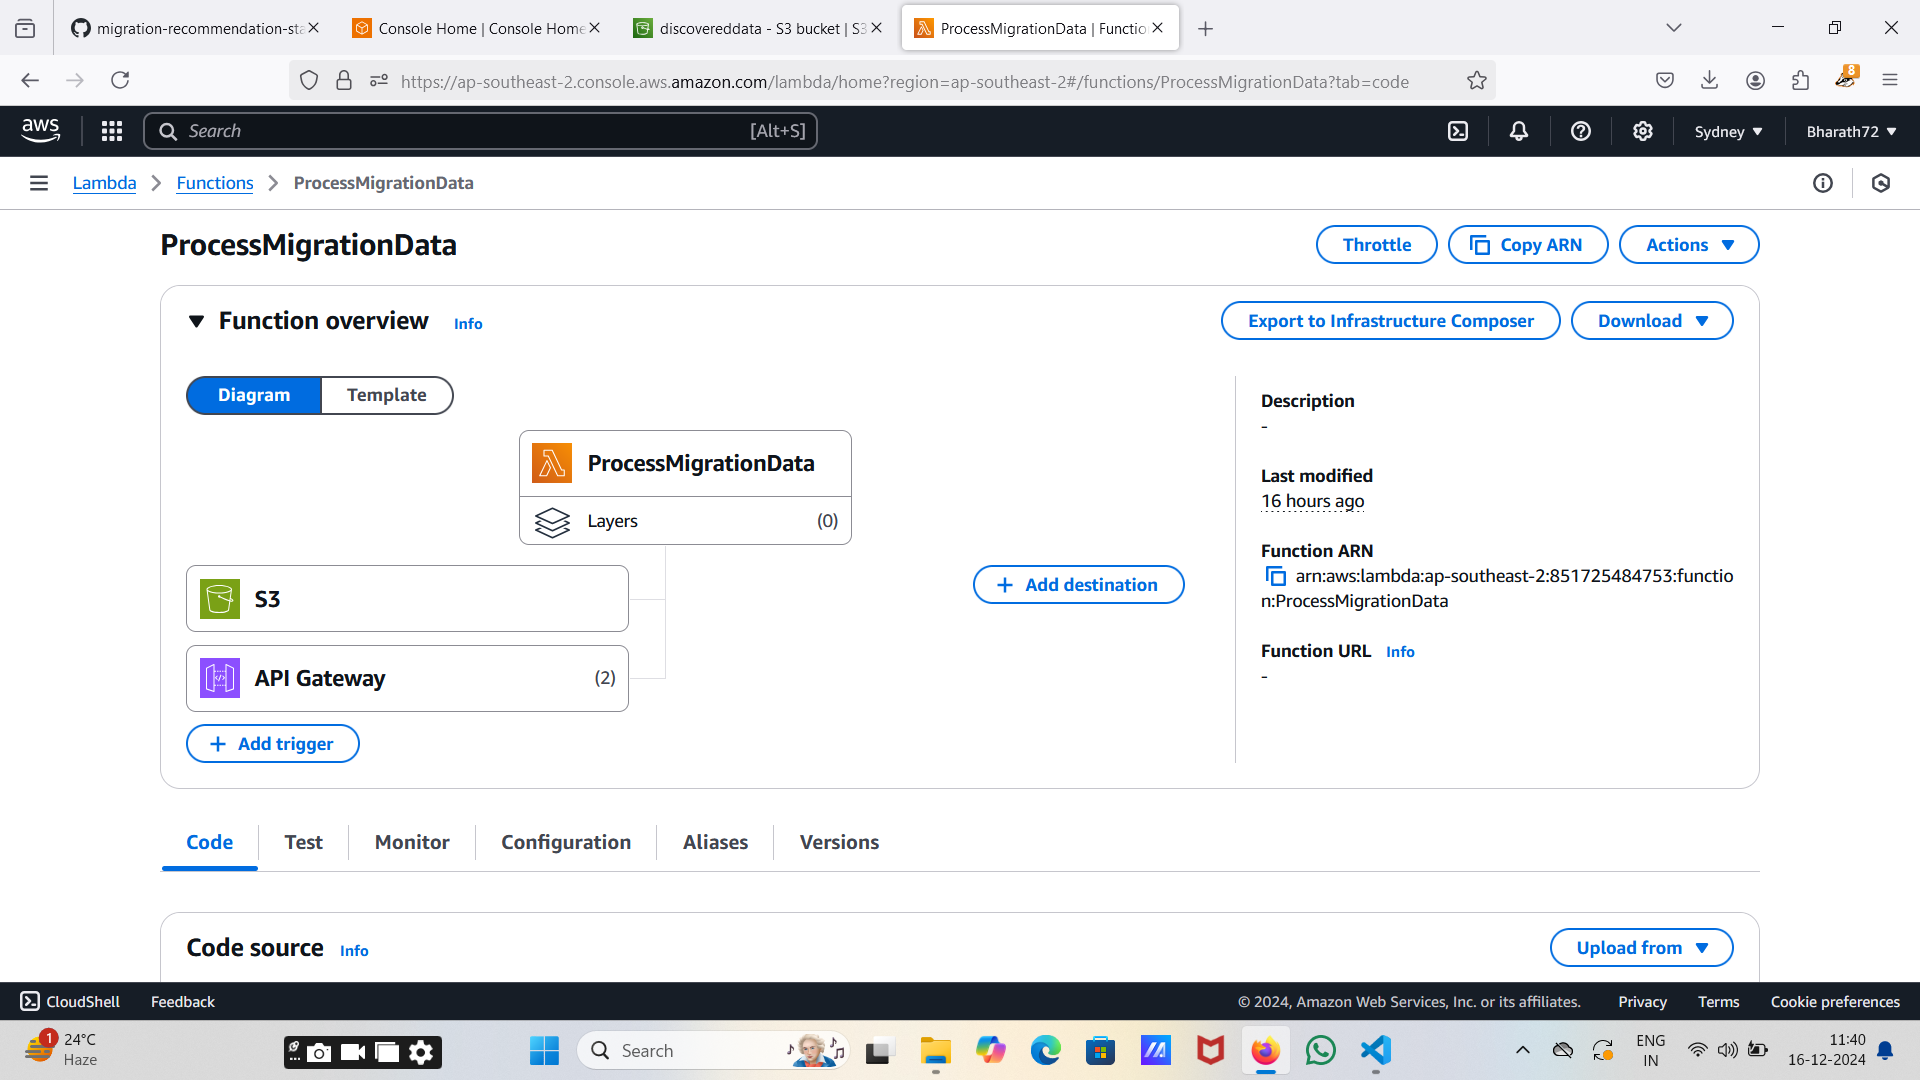 migration-recommendation-sta
Console Home | Console Home
discovereddata - S3 bucket | S3
ProcessMigrationData | Functio
https://ap-southeast-2.console.aws.amazon.com/lambda/home?region=ap-southeast-2#/functions/ProcessMigrationData?tab=code
8
aws
Search
[Alt+S]
Sydney
Bharath72
Lambda
Functions
ProcessMigrationData
ProcessMigrationData
Throttle
Copy ARN
Actions
Function overview
Info
Export to Infrastructure Composer
Download
Diagram
Template
ProcessMigrationData
Layers
(0)
S3
API Gateway
(2)
+ Add trigger
+ Add destination
Description
-
Last modified
16 hours ago
Function ARN
arn:aws:lambda:ap-southeast-2:851725484753:functio
n:ProcessMigrationData
Function URL
Info
-
Code
Test
Monitor
Configuration
Aliases
Versions
Code source
Info
Upload from
CloudShell
Feedback
© 2024, Amazon Web Services, Inc. or its affiliates.
Privacy
Terms
Cookie preferences
1
24°C
Haze
Search
ENG
IN
11:40
16-12-2024